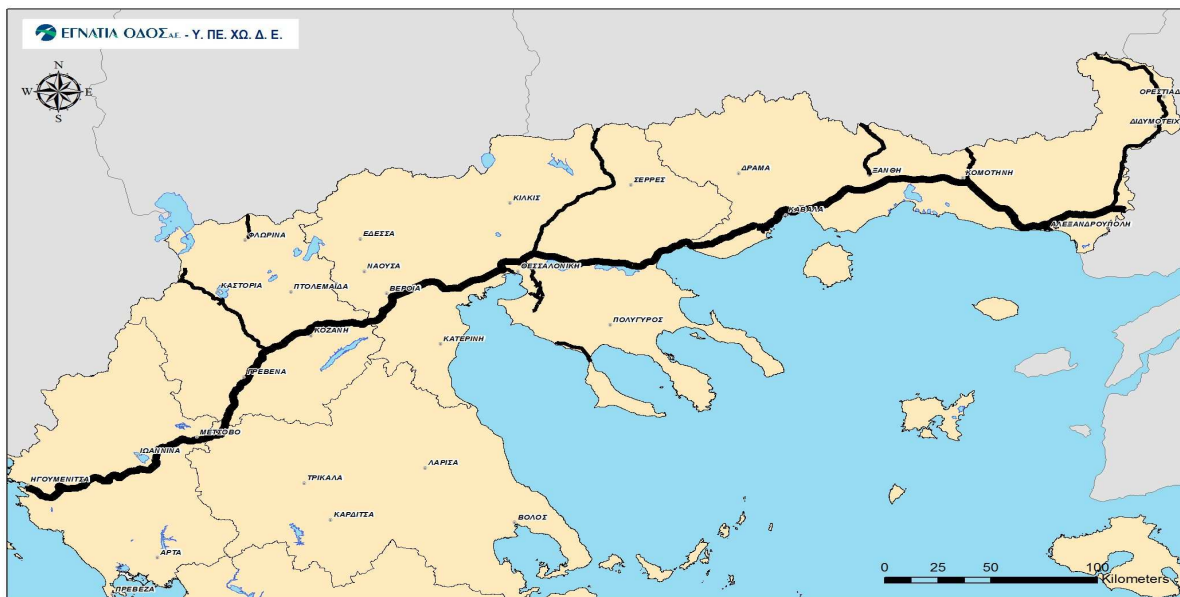 ΕΓΝΑΤΙΑ ΟΔΟΣ Α.Ε. - Υ. ΠΕ. ΧΩ. Δ. Ε.
N
W E
S
ΟΡΕΣΤΙΑΔ
ΔΙΔΥΜΟΤΕΙΧ
ΔΡΑΜΑ
ΞΑΝΘΗ
ΚΟΜΟΤΗΝΗ
ΣΕΡΡΕΣ
ΚΙΛΚΙΣ
ΚΑΒΑΛΑ
ΑΛΕΞΑΝΔΡΟΥΠΟΛΗ
ΦΛΩΡΙΝΑ
ΕΔΕΣΣΑ
ΝΑΟΥΣΑ
ΘΕΣΣΑΛΟΝΙΚΗ
ΚΑΣΤΟΡΙΑ
ΠΤΟΛΕΜΑΪΔΑ
ΒΕΡΟΙΑ
ΠΟΛΥΓΥΡΟΣ
ΚΟΖΑΝΗ
ΚΑΤΕΡΙΝΗ
ΓΡΕΒΕΝΑ
ΜΕΤΣΟΒΟ
ΙΩΑΝΝΙΝΑ
ΛΑΡΙΣΑ
ΗΓΟΥΜΕΝΙΤΣΑ
ΤΡΙΚΑΛΑ
ΚΑΡΔΙΤΣΑ
ΒΟΛΟΣ
ΑΡΤΑ
ΠΡΕΒΕΖΑ
0 25 50 100
Kilometers